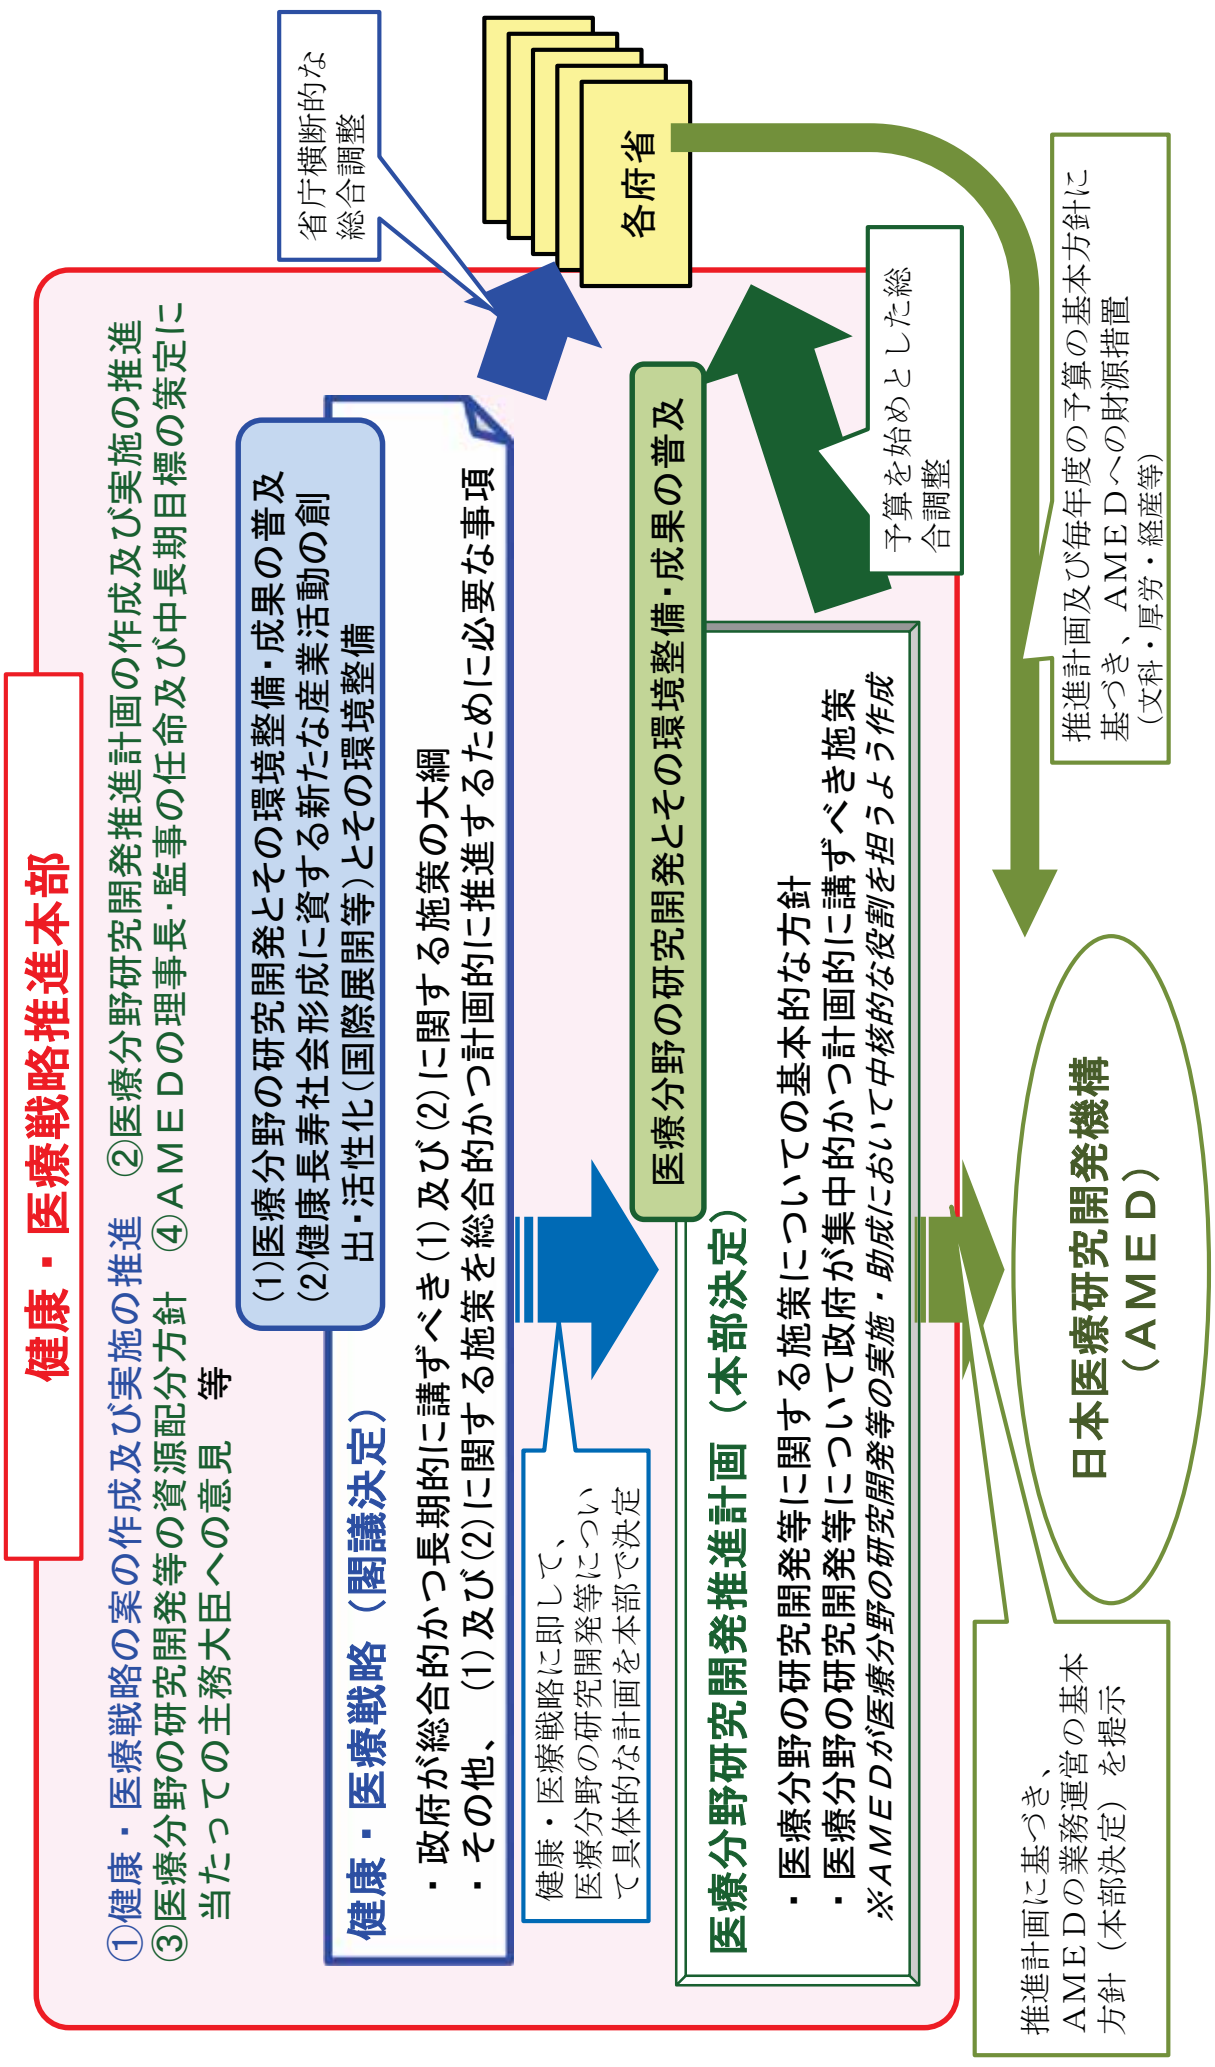 健康・医療戦略推進本部
①健康・医療戦略の案の作成及び実施の推進　②医療分野研究開発推進計画の作成及び実施の推進
③医療分野の研究開発等の資源配分方針　④ＡＭＥＤの理事長・監事の任命及び中長期目標の策定に
当たっての主務大臣への意見　等
(1)医療分野の研究開発とその環境整備・成果の普及
(2)健康長寿社会形成に資する新たな産業活動の創
出・活性化(国際展開等)とその環境整備
健康・医療戦略（閣議決定）
・政府が総合的かつ長期的に講ずべき(1)及び(2)に関する施策の大綱
・その他、(1)及び(2)に関する施策を総合的かつ計画的に推進するために必要な事項
省庁横断的な
総合調整
各府省
健康・医療戦略に即して、
医療分野の研究開発等につい
て具体的な計画を本部で決定
医療分野の研究開発とその環境整備・成果の普及
医療分野研究開発推進計画（本部決定）
・医療分野の研究開発等に関する施策についての基本的な方針
・医療分野の研究開発等について政府が集中的かつ計画的に講ずべき施策
※ＡＭＥＤが医療分野の研究開発等の実施・助成において中核的な役割を担うよう作成
予算を始めとした総
合調整
推進計画に基づき、
ＡＭＥＤの業務運営の基本
方針（本部決定）を提示
日本医療研究開発機構
（ＡＭＥＤ）
推進計画及び毎年度の予算の基本方針に
基づき、ＡＭＥＤへの財源措置
（文科・厚労・経産等）